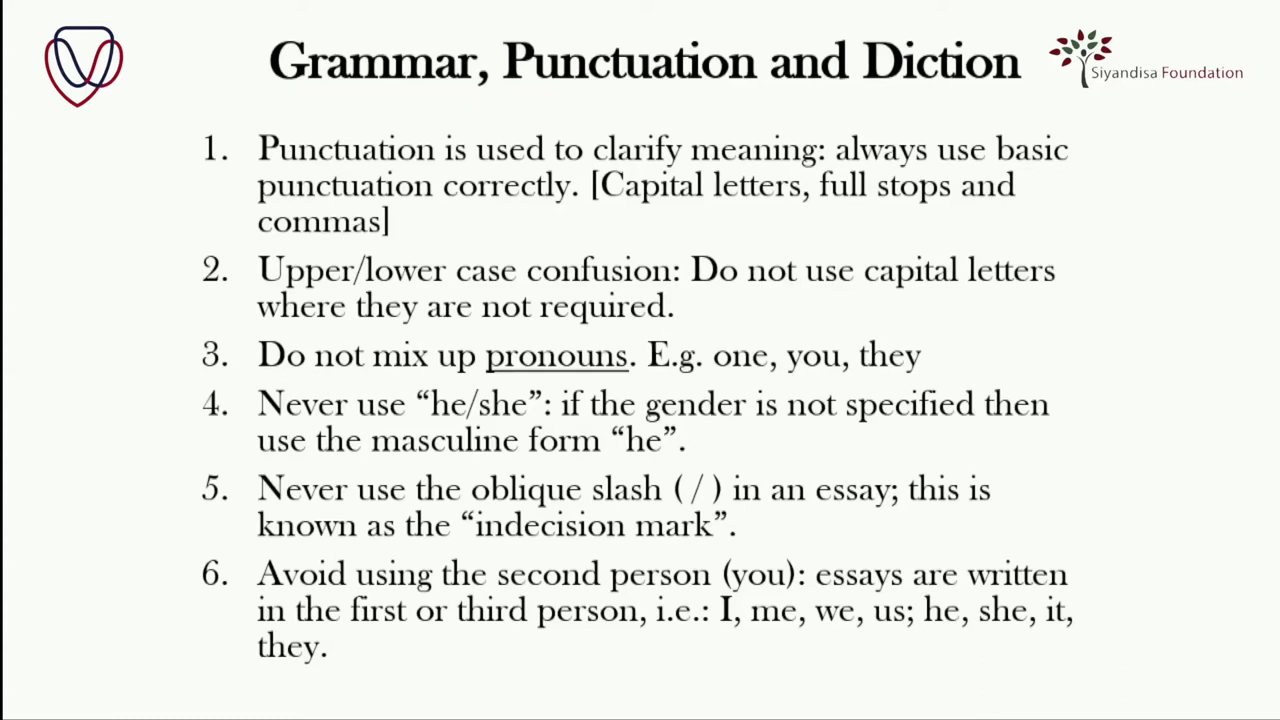 Grammar, Punctuation and Diction
Siyandisa Foundation
1. Punctuation is used to clarify meaning: always use basic
punctuation correctly. [Capital letters, full stops and
commas]
2. Upper/lower case confusion: Do not use capital letters
where they are not required.
3. Do not mix up pronouns. E.g. one, you, they
4. Never use “he/she”: if the gender is not specified then
use the masculine form “he”.
5. Never use the oblique slash ( / ) in an essay; this is
known as the “indecision mark”.
6. Avoid using the second person (you): essays are written
in the first or third person, i.e.: I, me, we, us; he, she, it,
they.